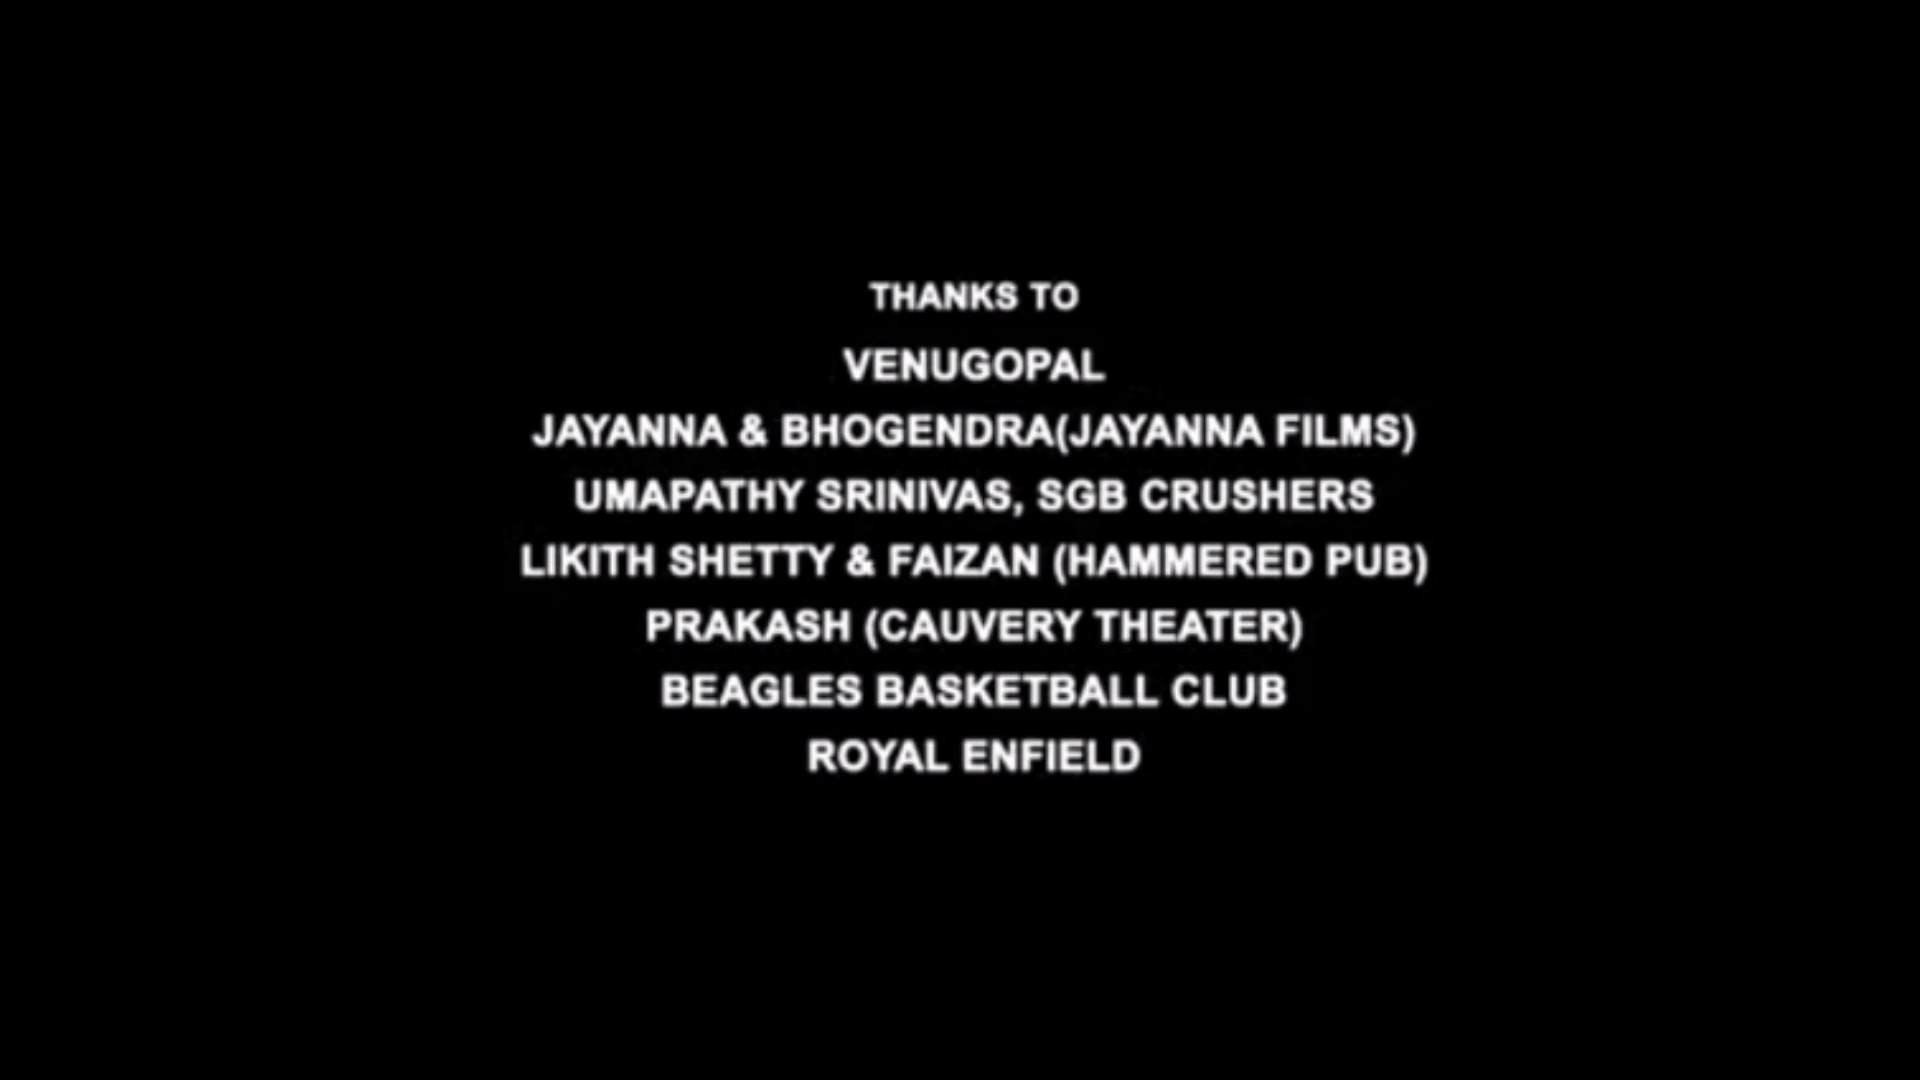 THANKS TO
VENUGOPAL
JAYANNA & BHOGENDRA(JAYANNA FILMS)
UMAPATHY SRINIVAS, SGB CRUSHERS
LIKITH SHETTY & FAIZAN (HAMMERED PUB)
PRAKASH (CAUVERY THEATER)
BEAGLES BASKETBALL CLUB
ROYAL ENFIELD